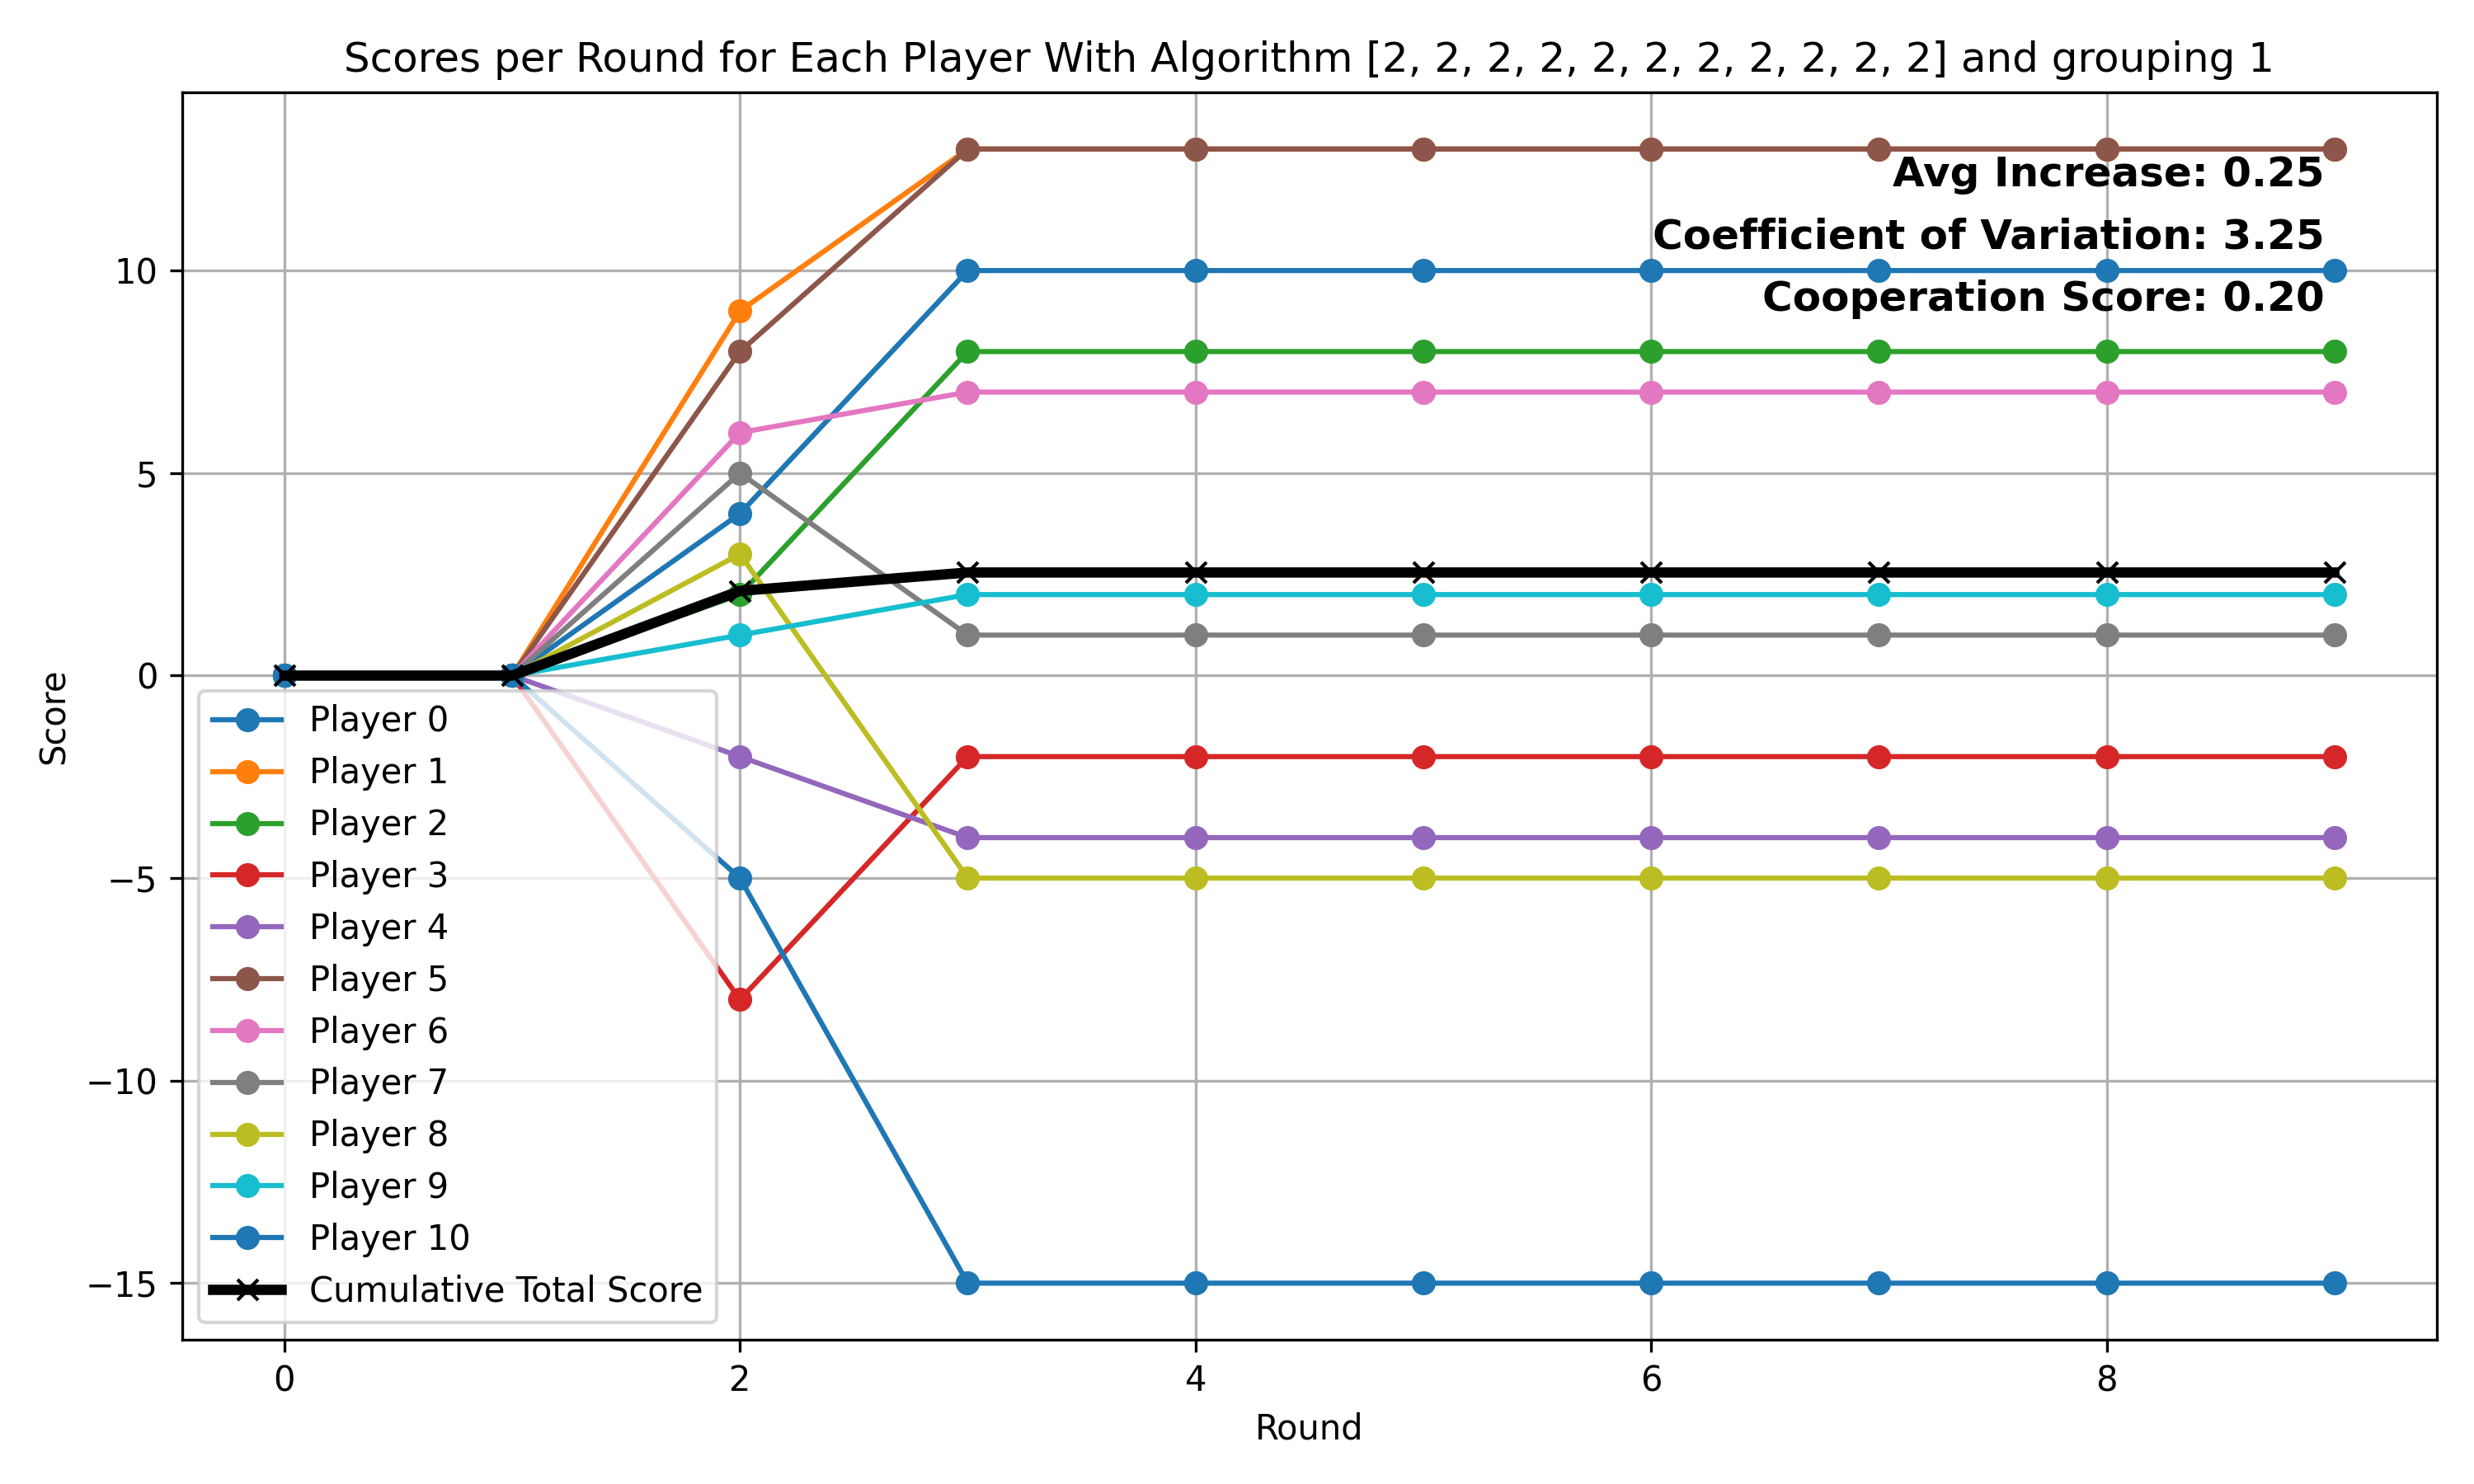 Scores per Round for Each Player With Algorithm [2, 2, 2, 2, 2, 2, 2, 2, 2, 2, 2] and grouping 1
Avg Increase: 0.25
Coefficient of Variation: 3.25
Cooperation Score: 0.20
10
5
0
−5
−10
−15
Score
Player 0
Player 1
Player 2
Player 3
Player 4
Player 5
Player 6
Player 7
Player 8
Player 9
Player 10
Cumulative Total Score
0 2 4 6 8
Round